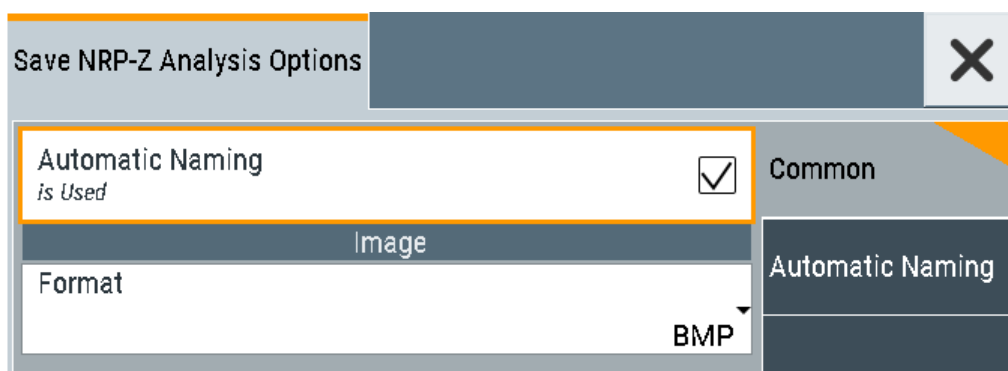 Save NRP-Z Analysis Options
Automatic Naming
is Used
Image
Format
BMP
Common
Automatic Naming